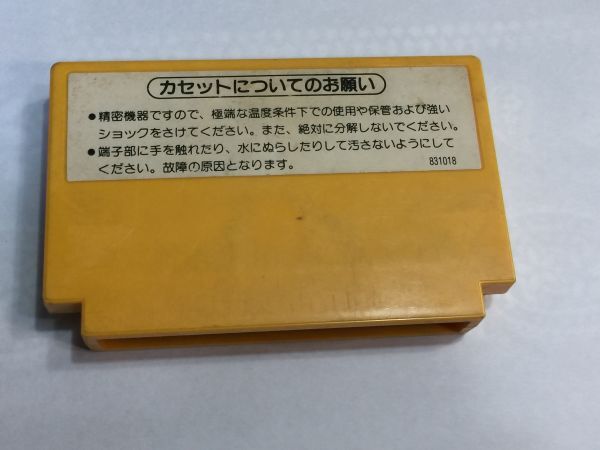 カセットについてのお願い
●精密機器ですので、極端な温度条件下での使用や保管および強い
ショックをさけてください。また、絶対に分解しないでください。
●端子部に手を触れたり、水にぬらしたりして汚さないようにして
ください。故障の原因となります。
831018